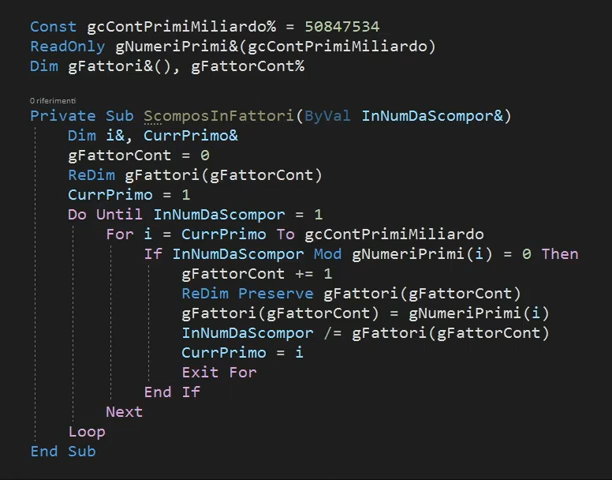 Const gcContPrimiMiliardo% = 50847534
ReadOnly gNumeriPrimi&(gcContPrimiMiliardo)
Dim gFattori&(), gFattorCont%
0 riferimenti
Private Sub ScomposInFattori(ByVal InNumDaScompor&)
Dim i&, CurrPrimo&
gFattorCont = 0
ReDim gFattori(gFattorCont)
CurrPrimo = 1
Do Until InNumDaScompor = 1
For i = CurrPrimo To gcContPrimiMiliardo
If InNumDaScompor Mod gNumeriPrimi(i) = 0 Then
gFattorCont += 1
ReDim Preserve gFattori(gFattorCont)
gFattori(gFattorCont) = gNumeriPrimi(i)
InNumDaScompor /= gFattori(gFattorCont)
CurrPrimo = i
Exit For
End If
Next
Loop
End Sub